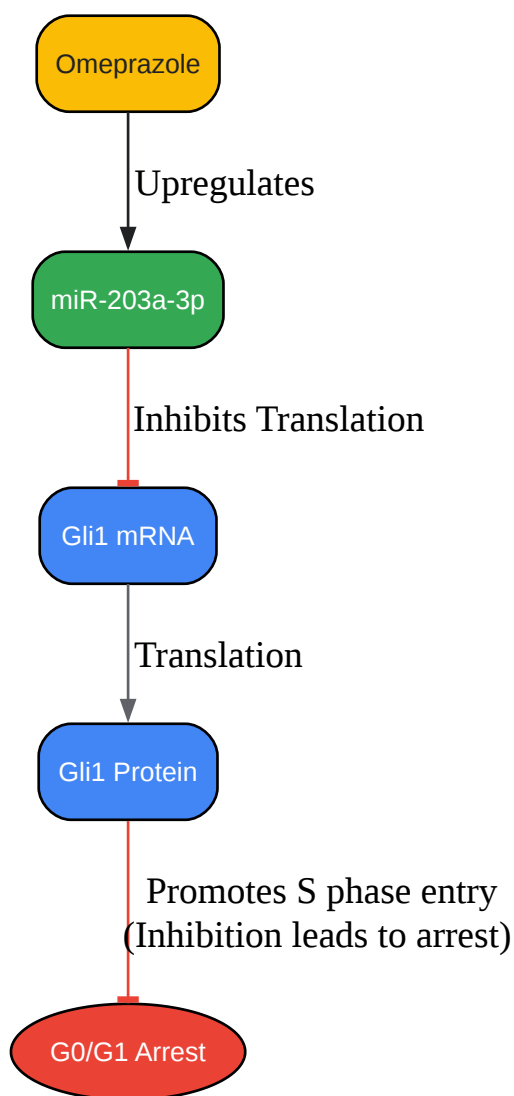 Omeprazole
Upregulates
miR-203a-3p
Inhibits Translation
Gli1 mRNA
Translation
Gli1 Protein
Promotes S phase entry
(Inhibition leads to arrest)
G0/G1 Arrest